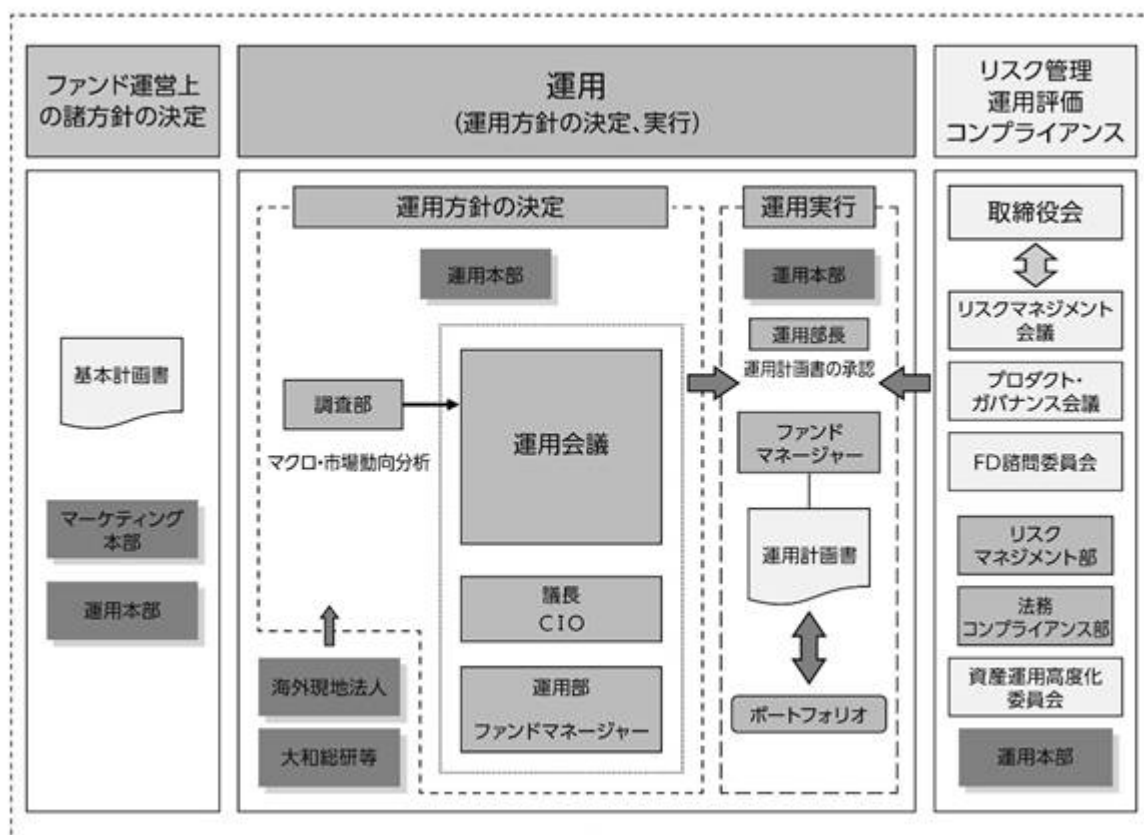 ファンド運営上
の諸方針の決定
運用
(運用方針の決定、実行)
リスク管理
運用評価
コンプライアンス
基本計画書
マーケティング
本部
運用本部
運用方針の決定
運用本部
調査部
マクロ・市場動向分析
運用会議
議長
CIO
運用部
ファンドマネージャー
海外現地法人
大和総研等
運用実行
運用本部
運用部長
運用計画書の承認
ファンド
マネージャー
運用計画書
ポートフォリオ
取締役会
リスクマネジメント
会議
プロダクト・
ガバナンス会議
FD諮問委員会
リスク
マネジメント部
法務
コンプライアンス部
資産運用高度化
委員会
運用本部